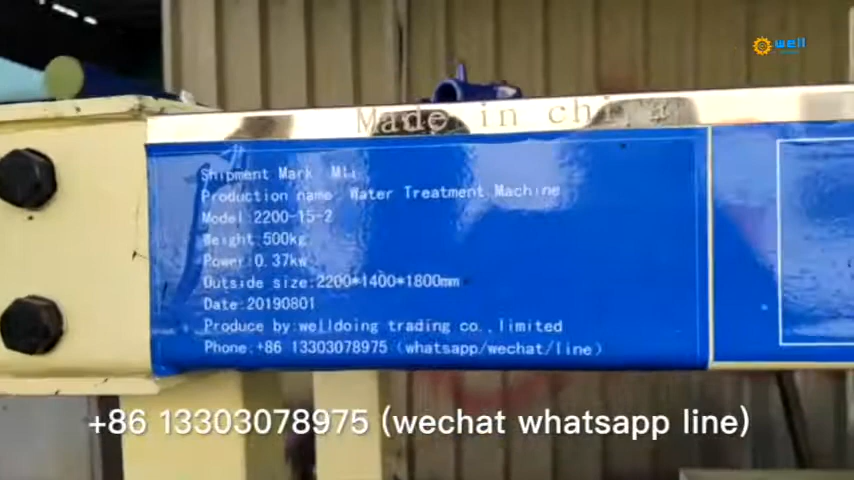 well
Made in china
Shipment Mark Mli
Production name Water Treatment Machine
Model:2200-15-2
Weight:500kg
Power:0.37kw
Outside size:2200*1400*1800mm
Date:20190801
Produce by:welldoing trading co.,limited
Phone:+86 13303078975 (whatsapp/wechat/line)
+86 13303078975 (wechat whatsapp line)